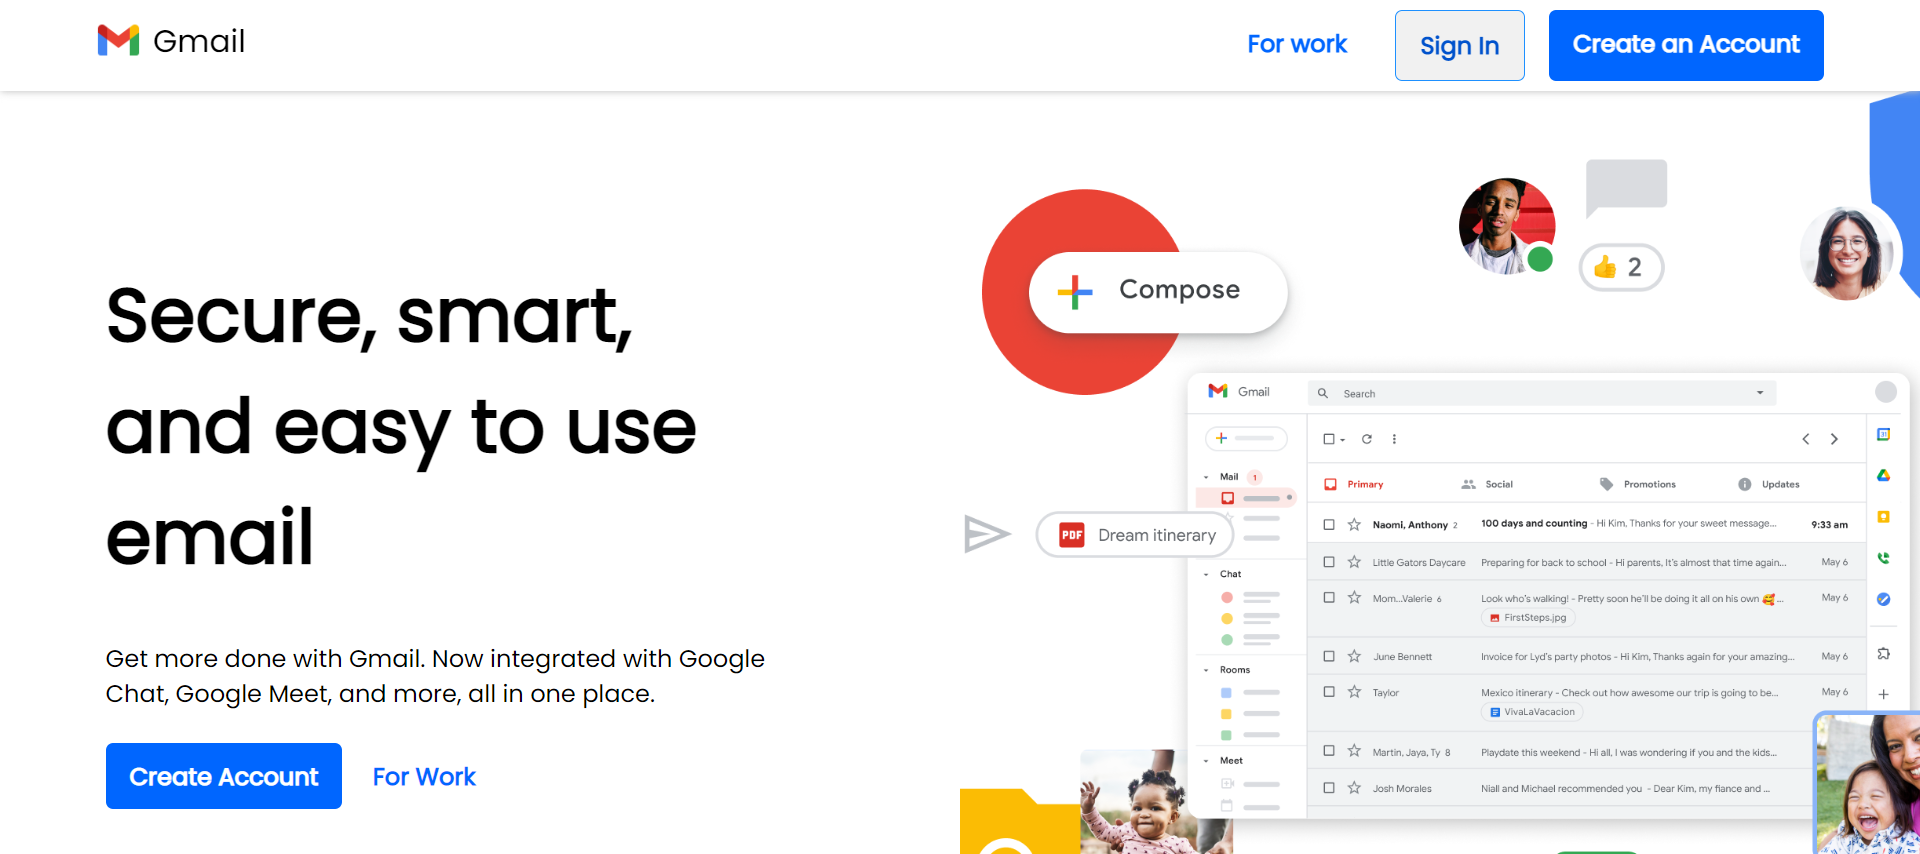 Gmail
For work
Sign In
Create an Account
Secure, smart,
and easy to use
email
Get more done with Gmail. Now integrated with Google
Chat, Google Meet, and more, all in one place.
Create Account
For Work
Compose
👍 2
PDF Dream itinerary
Gmail
Search
Mail 1
Chat
Rooms
Meet
Primary
Social
Promotions
Updates
Naomi, Anthony 2 100 days and counting - Hi Kim, Thanks for your sweet message... 9:33 am
Little Gators Daycare Preparing for back to school - Hi parents, It's almost that time again... May 6
Mom...Valerie 6 Look who's walking! - Pretty soon he'll be doing it all on his own 🥰 ... May 6
FirstSteps.jpg
June Bennett Invoice for Lyd's party photos - Hi Kim, Thanks again for your amazing... May 6
Taylor Mexico itinerary - Check out how awesome our trip is going to be... May 6
VivaLaVacacion
Martin, Jaya, Ty 8 Playdate this weekend - Hi all, I was wondering if you and the kids...
Josh Morales Niall and Michael recommended you - Dear Kim, my fiance and ...
31